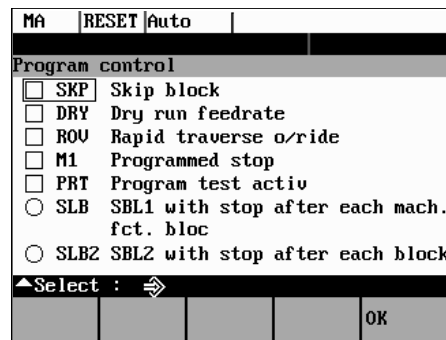 MA RESET Auto
Program control
SKP Skip block
DRY Dry run feedrate
ROV Rapid traverse o/ride
M1 Programmed stop
PRT Program test activ
SLB SBL1 with stop after each mach.
fct. bloc
SLB2 SBL2 with stop after each block
Select :
OK